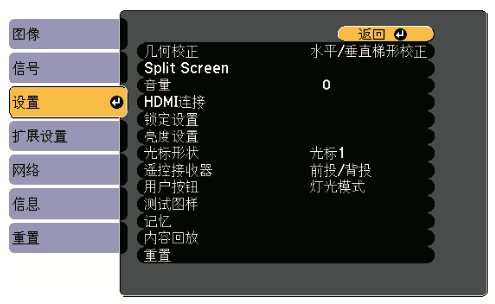 图像
信号
设置
扩展设置
网络
信息
重置
返回
几何校正 水平/垂直梯形校正
Split Screen
音量 0
HDMI连接
锁定设置
亮度设置
光标形状 光标1
遥控接收器 前投/背投
用户按钮 灯光模式
测试图样
记忆
内容回放
重置